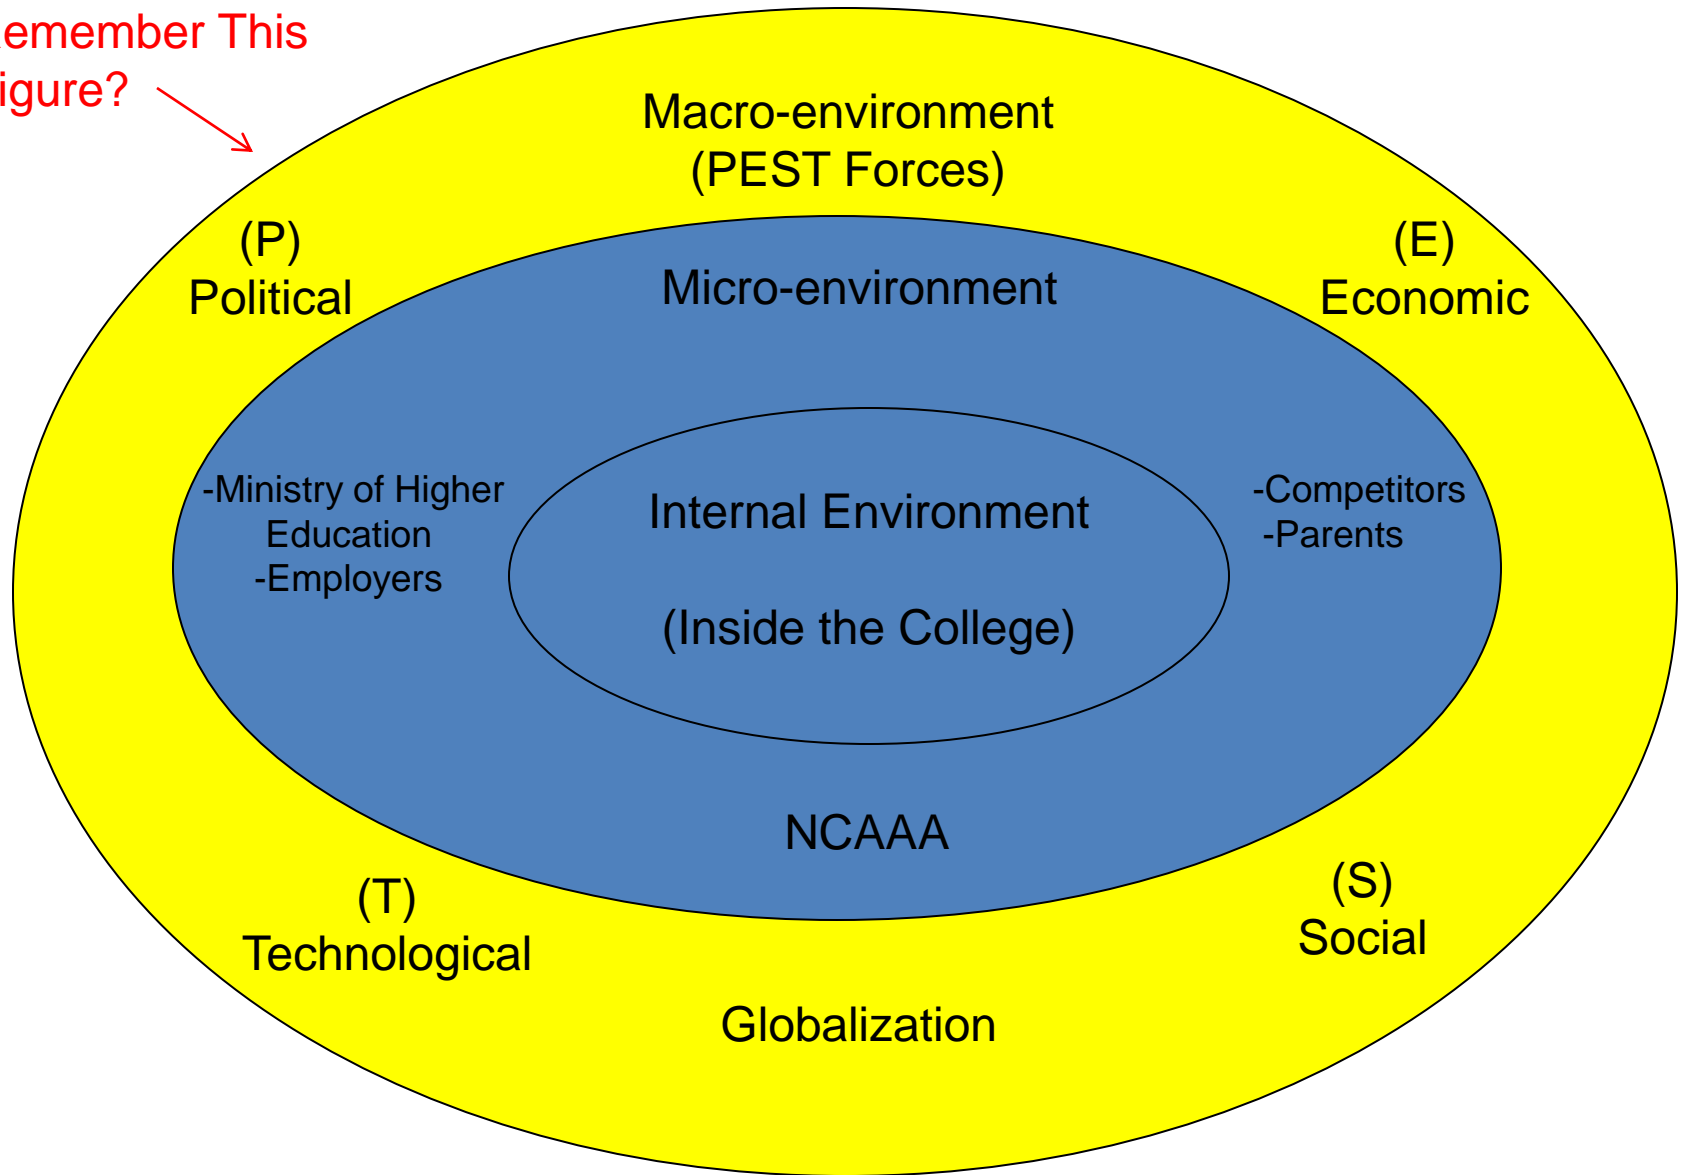 emember This
igure?
Macro-environment
(PEST Forces)
(P)
Political
(E)
Economic
Micro-environment
-Ministry of Higher
Education
-Employers
Internal Environment
(Inside the College)
-Competitors
-Parents
NCAAA
(T)
Technological
(S)
Social
Globalization